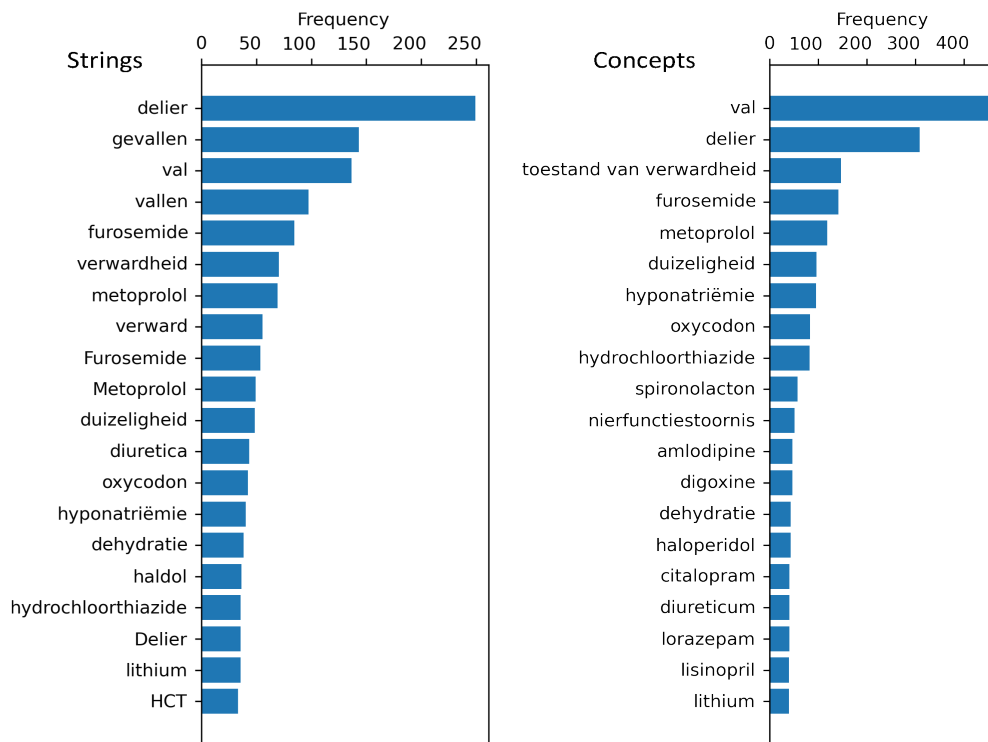 Frequency
0 50 100 150 200 250
Strings
delier
gevallen
val
vallen
furosemide
verwardheid
metoprolol
verward
Furosemide
Metoprolol
duizeligheid
diuretica
oxycodon
hyponatriëmie
dehydratie
haldol
hydrochloorthiazide
Delier
lithium
HCT
Frequency
0 100 200 300 400
Concepts
val
delier
toestand van verwardheid
furosemide
metoprolol
duizeligheid
hyponatriëmie
oxycodon
hydrochloorthiazide
spironolacton
nierfunctiestoornis
amlodipine
digoxine
dehydratie
haloperidol
citalopram
diureticum
lorazepam
lisinopril
lithium